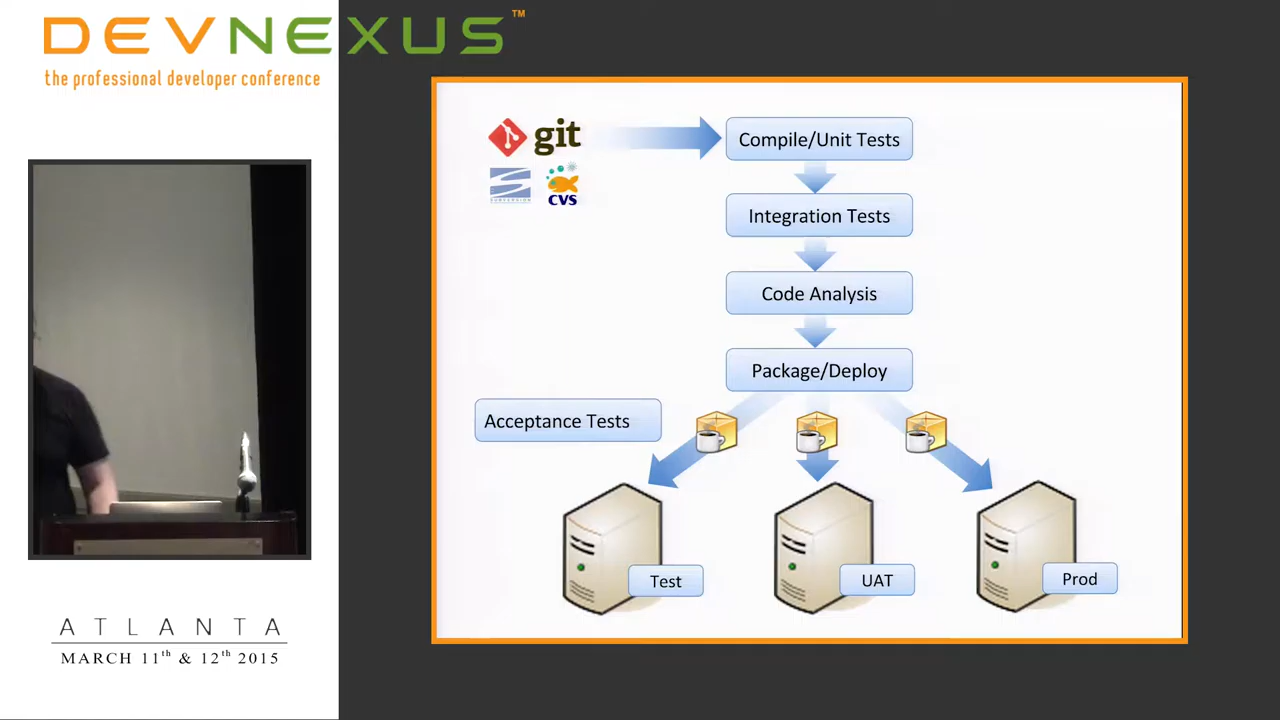 DEVNEXUS™
the professional developer conference
git
SUBVERSION
CVS
Compile/Unit Tests
Integration Tests
Code Analysis
Package/Deploy
Acceptance Tests
Test
UAT
Prod
ATLANTA
MARCH 11th & 12th 2015